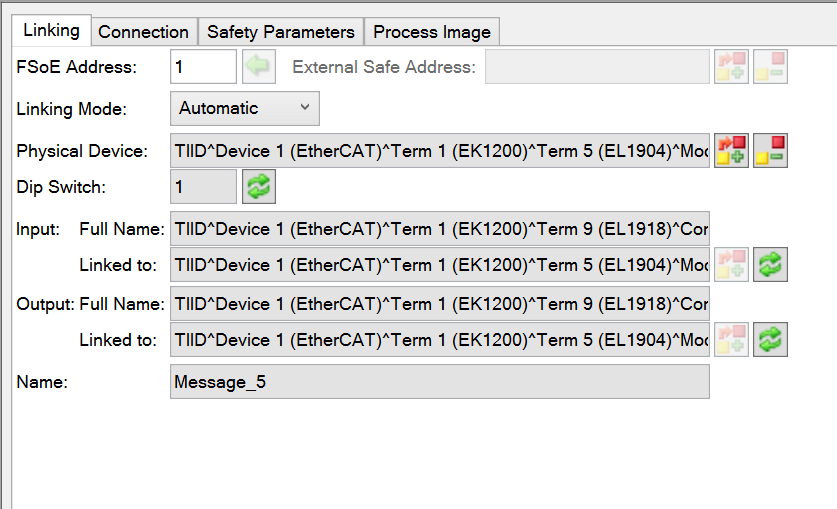 Linking Connection Safety Parameters Process Image
FSoE Address: 1 External Safe Address:
Linking Mode: Automatic
Physical Device: TIID^Device 1 (EtherCAT)^Term 1 (EK1200)^Term 5 (EL1904)^Moc
Dip Switch: 1
Input: Full Name: TIID^Device 1 (EtherCAT)^Term 1 (EK1200)^Term 9 (EL1918)^Cor
Linked to: TIID^Device 1 (EtherCAT)^Term 1 (EK1200)^Term 5 (EL1904)^Moc
Output: Full Name: TIID^Device 1 (EtherCAT)^Term 1 (EK1200)^Term 9 (EL1918)^Cor
Linked to: TIID^Device 1 (EtherCAT)^Term 1 (EK1200)^Term 5 (EL1904)^Moc
Name: Message_5